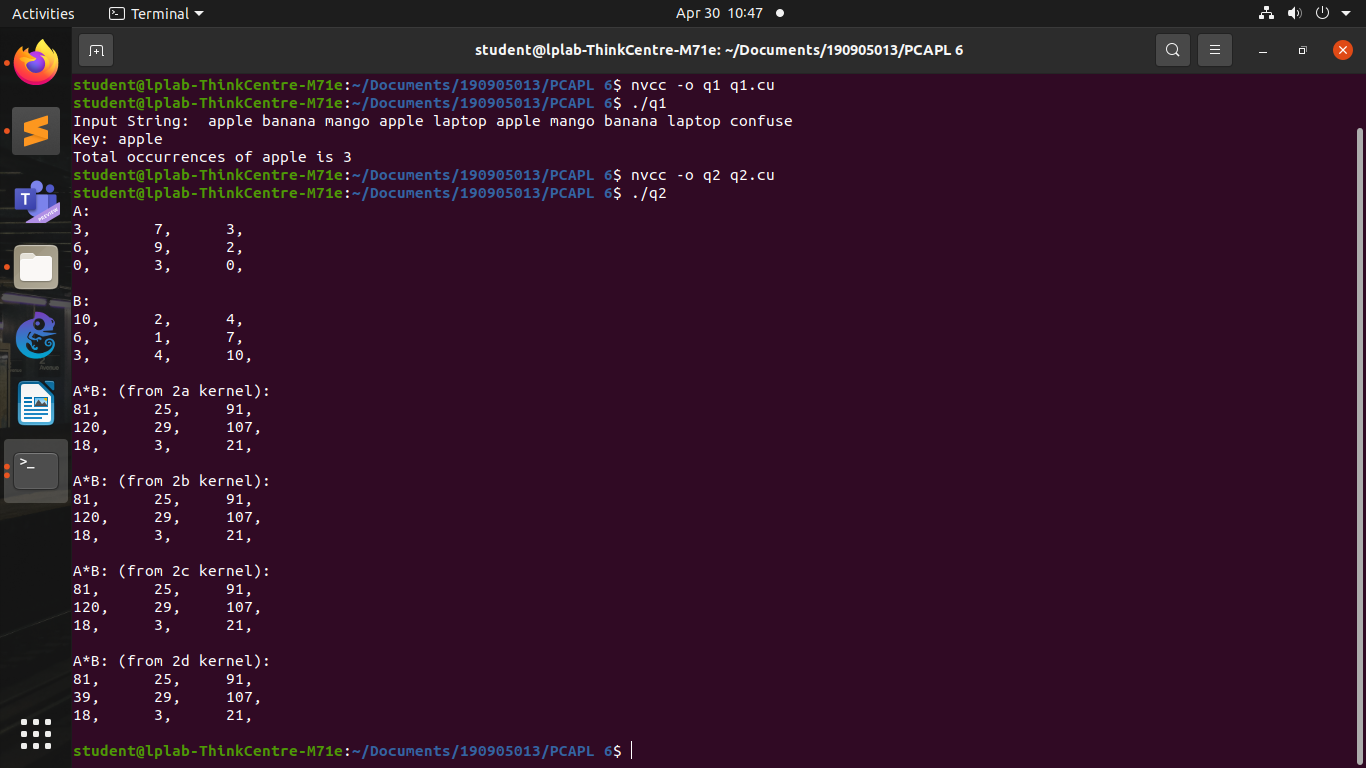 Activities Terminal Apr 30 10:47
student@lplab-ThinkCentre-M71e: ~/Documents/190905013/PCAPL 6
student@lplab-ThinkCentre-M71e:~/Documents/190905013/PCAPL 6$ nvcc -o q1 q1.cu
student@lplab-ThinkCentre-M71e:~/Documents/190905013/PCAPL 6$ ./q1
Input String:  apple banana mango apple laptop apple mango banana laptop confuse
Key: apple
Total occurrences of apple is 3
student@lplab-ThinkCentre-M71e:~/Documents/190905013/PCAPL 6$ nvcc -o q2 q2.cu
student@lplab-ThinkCentre-M71e:~/Documents/190905013/PCAPL 6$ ./q2
A:
3,       7,       3,
6,       9,       2,
0,       3,       0,
B:
10,      2,       4,
6,       1,       7,
3,       4,       10,
A*B: (from 2a kernel):
81,      25,     91,
120,     29,     107,
18,      3,      21,
A*B: (from 2b kernel):
81,      25,     91,
120,     29,     107,
18,      3,      21,
A*B: (from 2c kernel):
81,      25,     91,
120,     29,     107,
18,      3,      21,
A*B: (from 2d kernel):
81,      25,     91,
39,      29,     107,
18,      3,      21,
student@lplab-ThinkCentre-M71e:~/Documents/190905013/PCAPL 6$